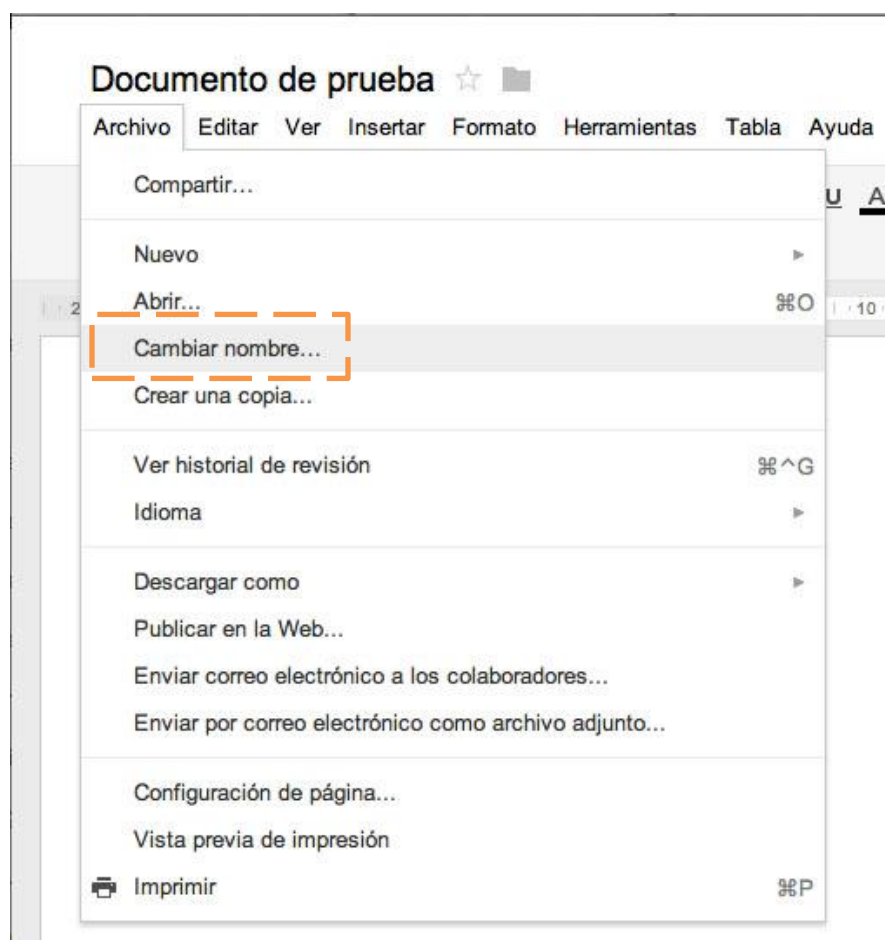 Documento de prueba
Archivo Editar Ver Insertar Formato Herramientas Tabla Ayuda
Compartir...
U A
Nuevo
Abrir... ⌘O
2 10
Cambiar nombre...
Crear una copia...
Ver historial de revisión ⌘^G
Idioma
Descargar como
Publicar en la Web...
Enviar correo electrónico a los colaboradores...
Enviar por correo electrónico como archivo adjunto...
Configuración de página...
Vista previa de impresión
Imprimir ⌘P